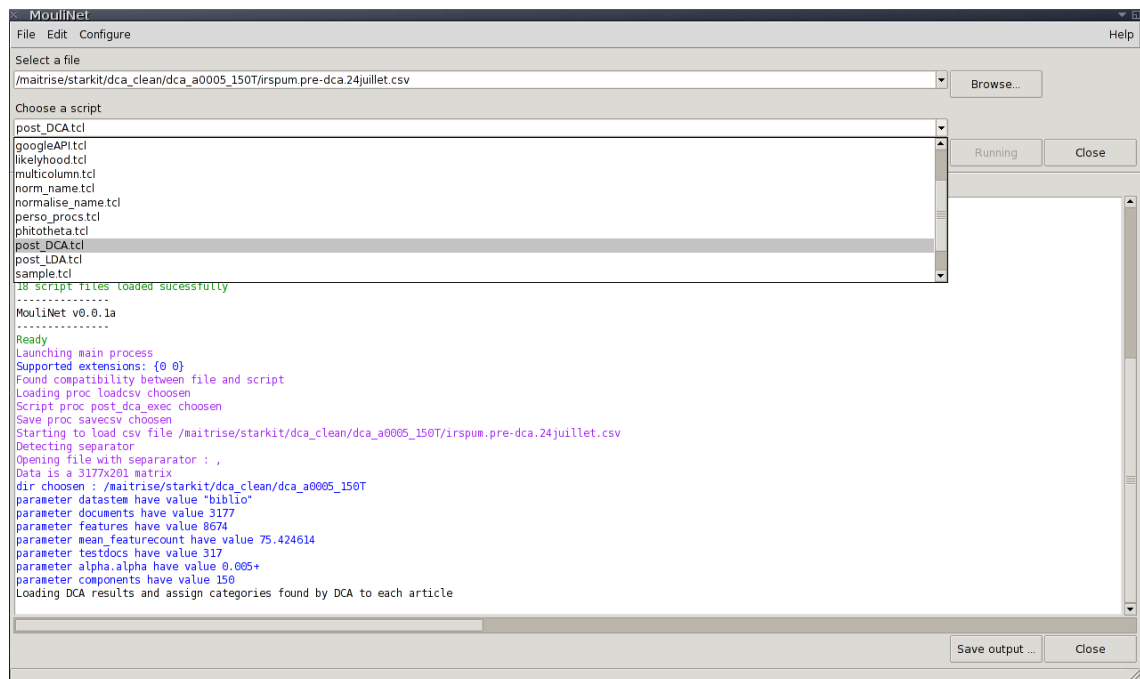 MouliNet
File Edit Configure Help
Select a file
/maitrise/starkit/dca_clean/dca_a0005_150T/irspum.pre-dca.24juillet.csv
Browse...
Choose a script
post_DCA.tcl
googleAPI.tcl
likelyhood.tcl
multicolumn.tcl
norm_name.tcl
normalise_name.tcl
perso_procs.tcl
phitotheta.tcl
post_DCA.tcl
post_LDA.tcl
sample.tcl
Running Close
18 script files loaded sucessfully
---------------
MouliNet v0.0.1a
---------------
Ready
Launching main process
Supported extensions: {0 0}
Found compatibility between file and script
Loading proc loadcsv choosen
Script proc post_dca_exec choosen
Save proc savecsv choosen
Starting to load csv file /maitrise/starkit/dca_clean/dca_a0005_150T/irspum.pre-dca.24juillet.csv
Detecting separator
Opening file with separarator : ,
Data is a 3177x201 matrix
dir choosen : /maitrise/starkit/dca_clean/dca_a0005_150T
parameter datastem have value "biblio"
parameter documents have value 3177
parameter features have value 8674
parameter mean_featurecount have value 75.424614
parameter testdocs have value 317
parameter alpha.alpha have value 0.005+
parameter components have value 150
Loading DCA results and assign categories found by DCA to each article
Save output ... Close